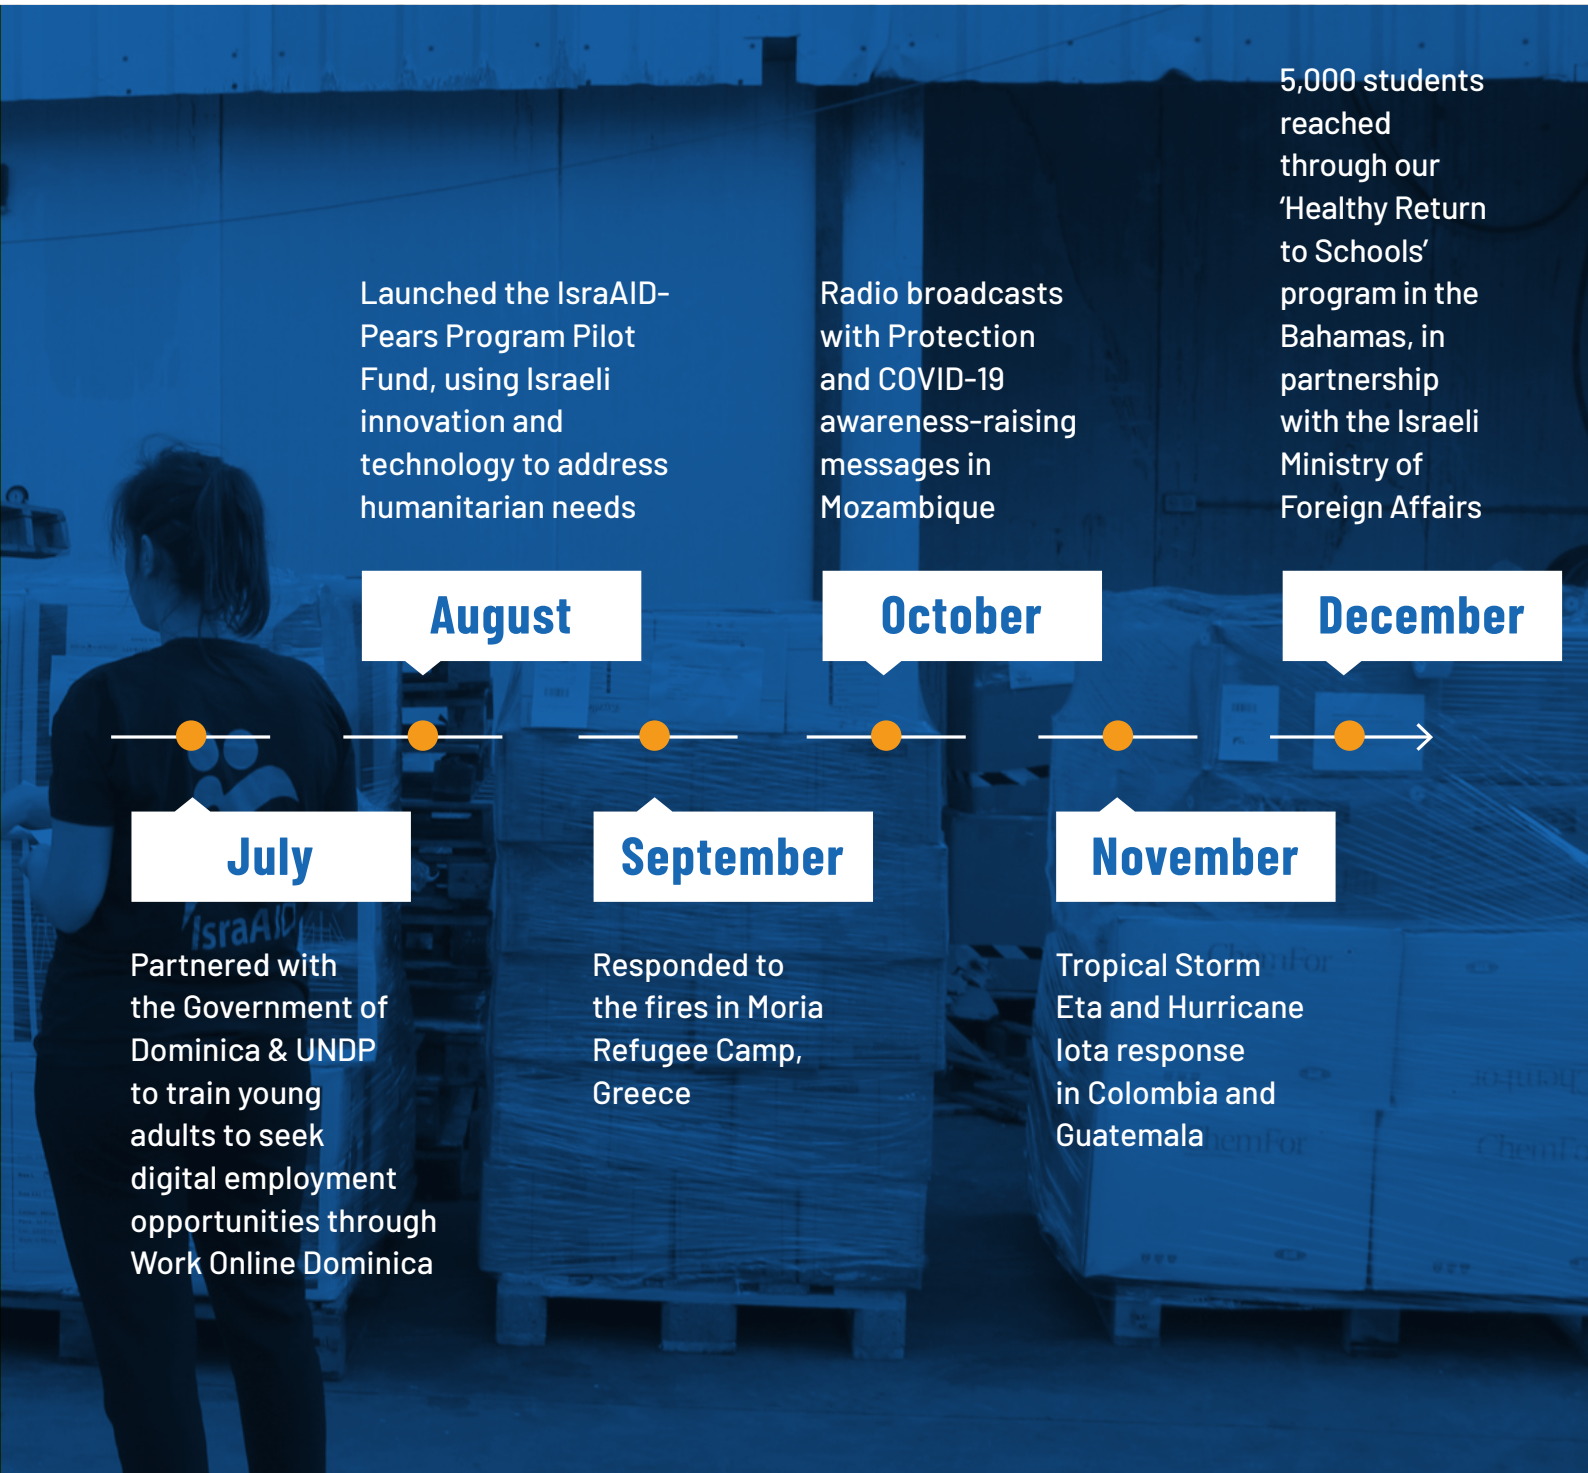 Launched the IsraAID-
Pears Program Pilot
Fund, using Israeli
innovation and
technology to address
humanitarian needs
August
Radio broadcasts
with Protection
and COVID-19
awareness-raising
messages in
Mozambique
October
5,000 students
reached
through our
‘Healthy Return
to Schools’
program in the
Bahamas, in
partnership
with the Israeli
Ministry of
Foreign Affairs
December
July
IsraAID
Partnered with
the Government of
Dominica & UNDP
to train young
adults to seek
digital employment
opportunities through
Work Online Dominica
September
Responded to
the fires in Moria
Refugee Camp,
Greece
November
Tropical Storm
Eta and Hurricane
Iota response
in Colombia and
Guatemala
ChemFor